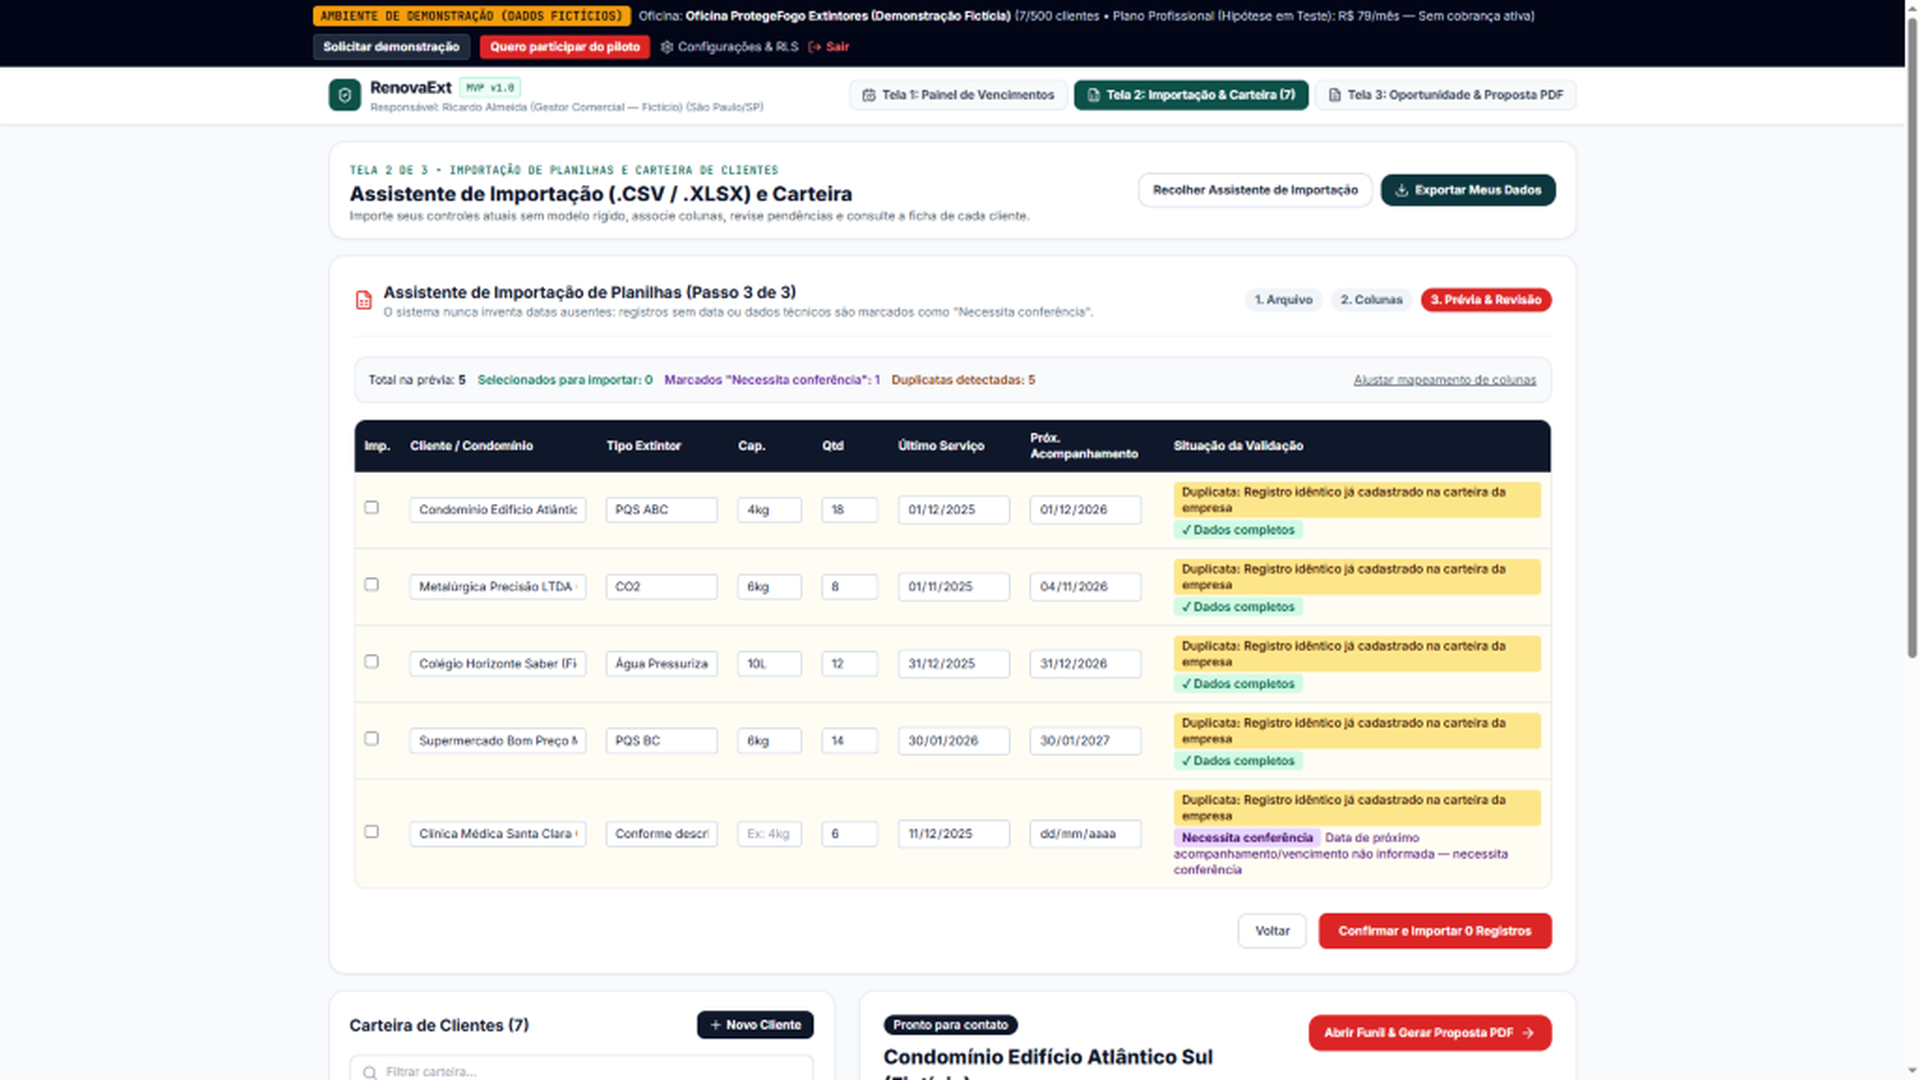 AMBIENTE DE DEMONSTRAÇÃO (DADOS FICTÍCIOS) Oficina: Oficina ProtegeFogo Extintores (Demonstração Fictícia) (7/500 clientes • Plano Profissional (Hipótese em Teste): R$ 79/mês — Sem cobrança ativa)
Solicitar demonstração Quero participar do piloto Configurações & RLS Sair
RenovaExt MVP v1.0
Responsável: Ricardo Almeida (Gestor Comercial — Fictício) (São Paulo/SP)
Tela 1: Painel de Vencimentos Tela 2: Importação & Carteira (7) Tela 3: Oportunidade & Proposta PDF
TELA 2 DE 3 - IMPORTAÇÃO DE PLANILHAS E CARTEIRA DE CLIENTES
Assistente de Importação (.CSV / .XLSX) e Carteira
Importe seus controles atuais sem modelo rígido, associe colunas, revise pendências e consulte a ficha de cada cliente.
Recolher Assistente de Importação Exportar Meus Dados
Assistente de Importação de Planilhas (Passo 3 de 3)
O sistema nunca inventa datas ausentes: registros sem data ou dados técnicos são marcados como "Necessita conferência".
1. Arquivo 2. Colunas 3. Prévia & Revisão
Total na prévia: 5 Selecionados para importar: 0 Marcados "Necessita conferência": 1 Duplicatas detectadas: 5 Ajustar mapeamento de colunas
Imp. Cliente / Condomínio Tipo Extintor Cap. Qtd Último Serviço Próx. Acompanhamento Situação da Validação
Condomínio Edifício Atlântic PQS ABC 4kg 18 01/12/2025 01/12/2026
Duplicata: Registro idêntico já cadastrado na carteira da
empresa
✓ Dados completos
Metalúrgica Precisão LTDA CO2 6kg 8 01/11/2025 04/11/2026
Duplicata: Registro idêntico já cadastrado na carteira da
empresa
✓ Dados completos
Colégio Horizonte Saber (Fi Água Pressuriza 10L 12 31/12/2025 31/12/2026
Duplicata: Registro idêntico já cadastrado na carteira da
empresa
✓ Dados completos
Supermercado Bom Preço M PQS BC 6kg 14 30/01/2026 30/01/2027
Duplicata: Registro idêntico já cadastrado na carteira da
empresa
✓ Dados completos
Clínica Médica Santa Clara Conforme descri Ex: 4kg 6 11/12/2025 dd/mm/aaaa
Duplicata: Registro idêntico já cadastrado na carteira da
empresa
Necessita conferência Data de próximo
acompanhamento/vencimento não informada — necessita
conferência
Voltar Confirmar e Importar 0 Registros
Carteira de Clientes (7) + Novo Cliente
Filtrar carteira...
Pronto para contato
Condomínio Edifício Atlântico Sul
(Fictício)
Abrir Funil & Gerar Proposta PDF →